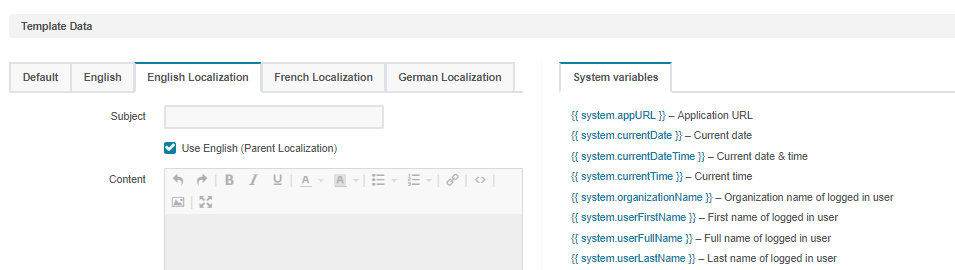 Template Data
Default English English Localization French Localization German Localization
Subject
Use English (Parent Localization)
Content
B I U A A
System variables
{{ system.appURL }} – Application URL
{{ system.currentDate }} – Current date
{{ system.currentDateTime }} – Current date & time
{{ system.currentTime }} – Current time
{{ system.organizationName }} – Organization name of logged in user
{{ system.userFirstName }} – First name of logged in user
{{ system.userFullName }} – Full name of logged in user
{{ system.userLastName }} – Last name of logged in user